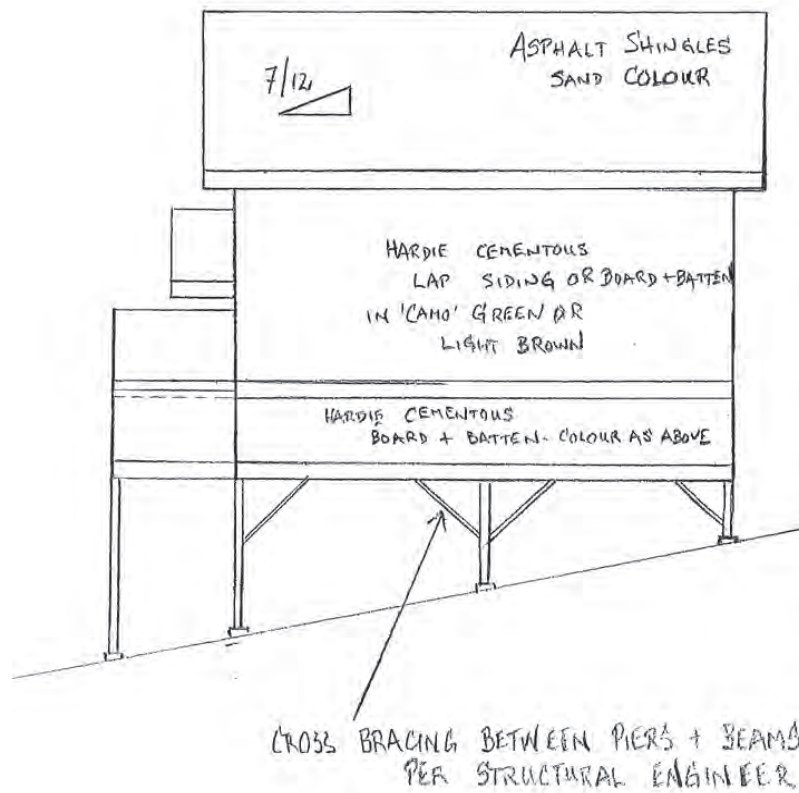 7/12
ASPHALT SHINGLES
SAND COLOUR
HARDIE CEMENTOUS
LAP SIDING OR BOARD + BATTEN
IN 'CAMO' GREEN OR
LIGHT BROWN
HARDIE CEMENTOUS
BOARD + BATTEN - COLOUR AS ABOVE
CROSS BRACING BETWEEN PIERS + BEAMS
PER STRUCTURAL ENGINEER